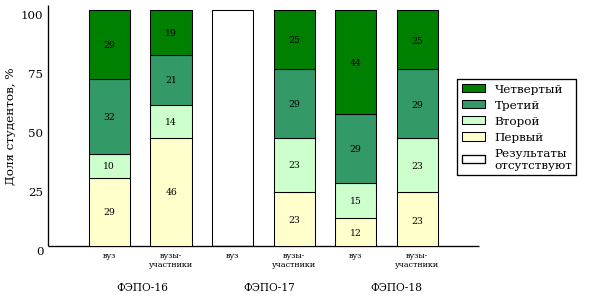 Доля студентов, %
100
75
50
25
0
29
32
10
29
19
21
14
46
25
29
23
23
44
29
15
12
25
29
23
23
вуз
вузы-
участники
вуз
вузы-
участники
вуз
вузы-
участники
ФЭПО-16
ФЭПО-17
ФЭПО-18
Четвертый
Третий
Второй
Первый
Результаты
отсутствуют